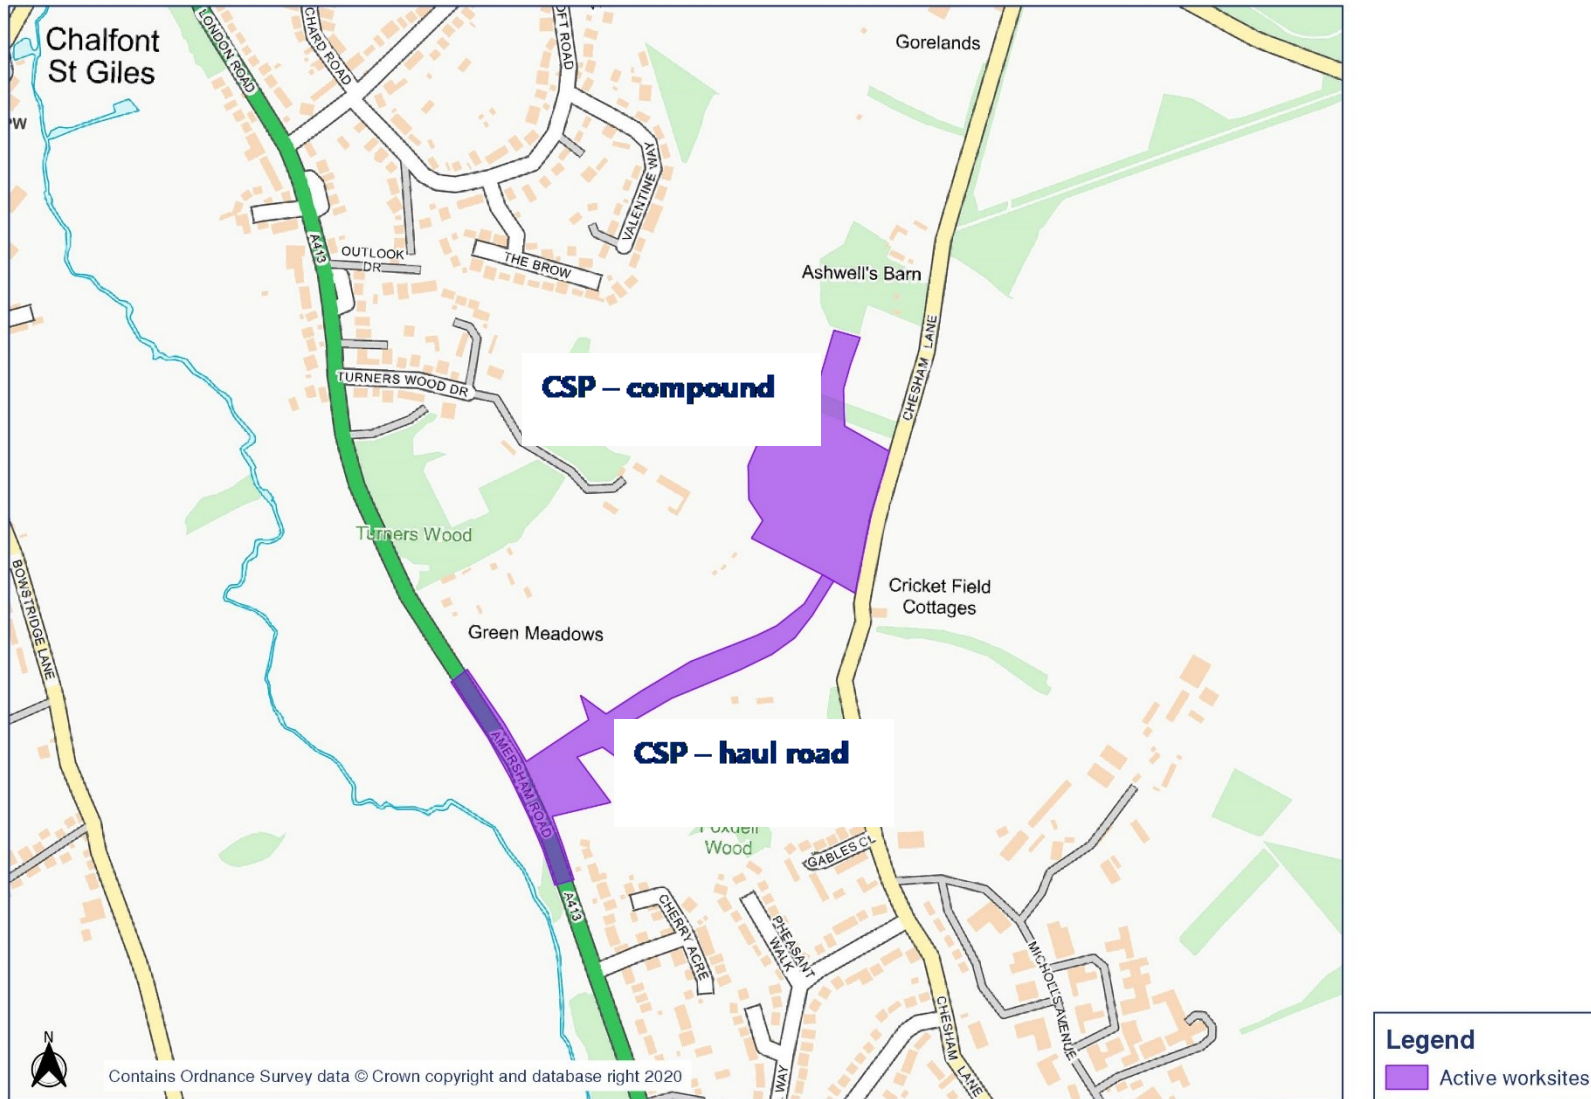 Chalfont
St Giles
LONDON ROAD
CHARD ROAD
OFT ROAD
Gorelands
PW
VALENTINE WAY
A413
OUTLOOK
DR
THE BROW
Ashwell's Barn
CHESHAM LANE
TURNERS WOOD DR
CSP – compound
Turners Wood
BOWSTRIDGE LANE
Cricket Field
Cottages
Green Meadows
AMERSHAM ROAD
CSP – haul road
Foxdell
Wood
GABLES CL
A413
CHERRY ACRE
PHEASANT
WALK
MICHOLLS AVENUE
CHESHAM LANE
WAY
N
Contains Ordnance Survey data © Crown copyright and database right 2020
Legend
Active worksites